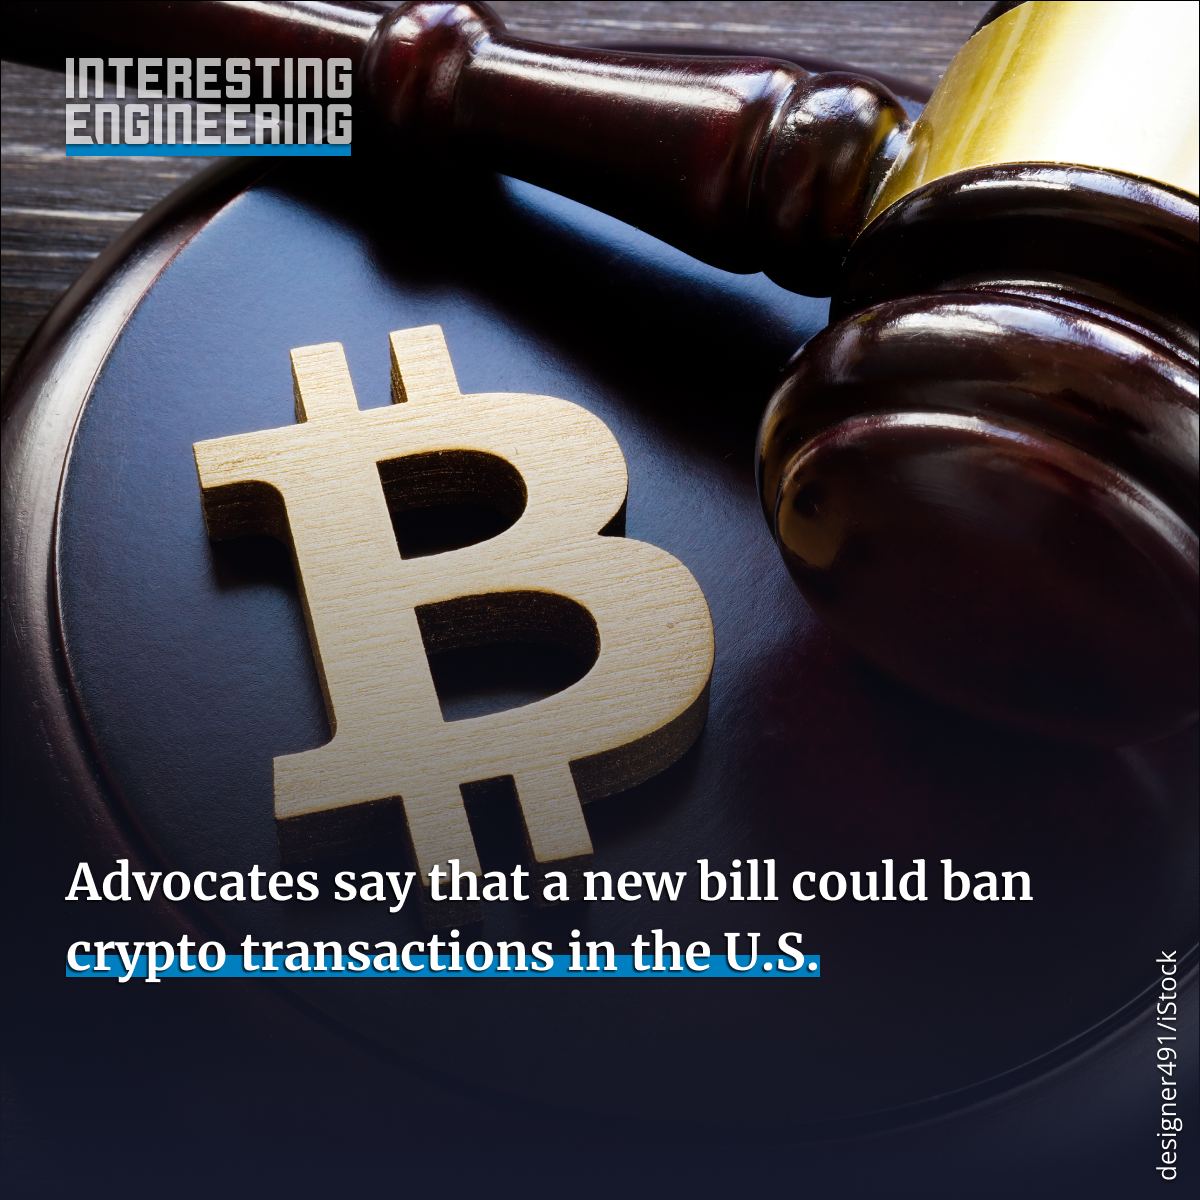 INTERESTING
ENGINEERING
Advocates say that a new bill could ban
crypto transactions in the U.S.
designer491/iStock